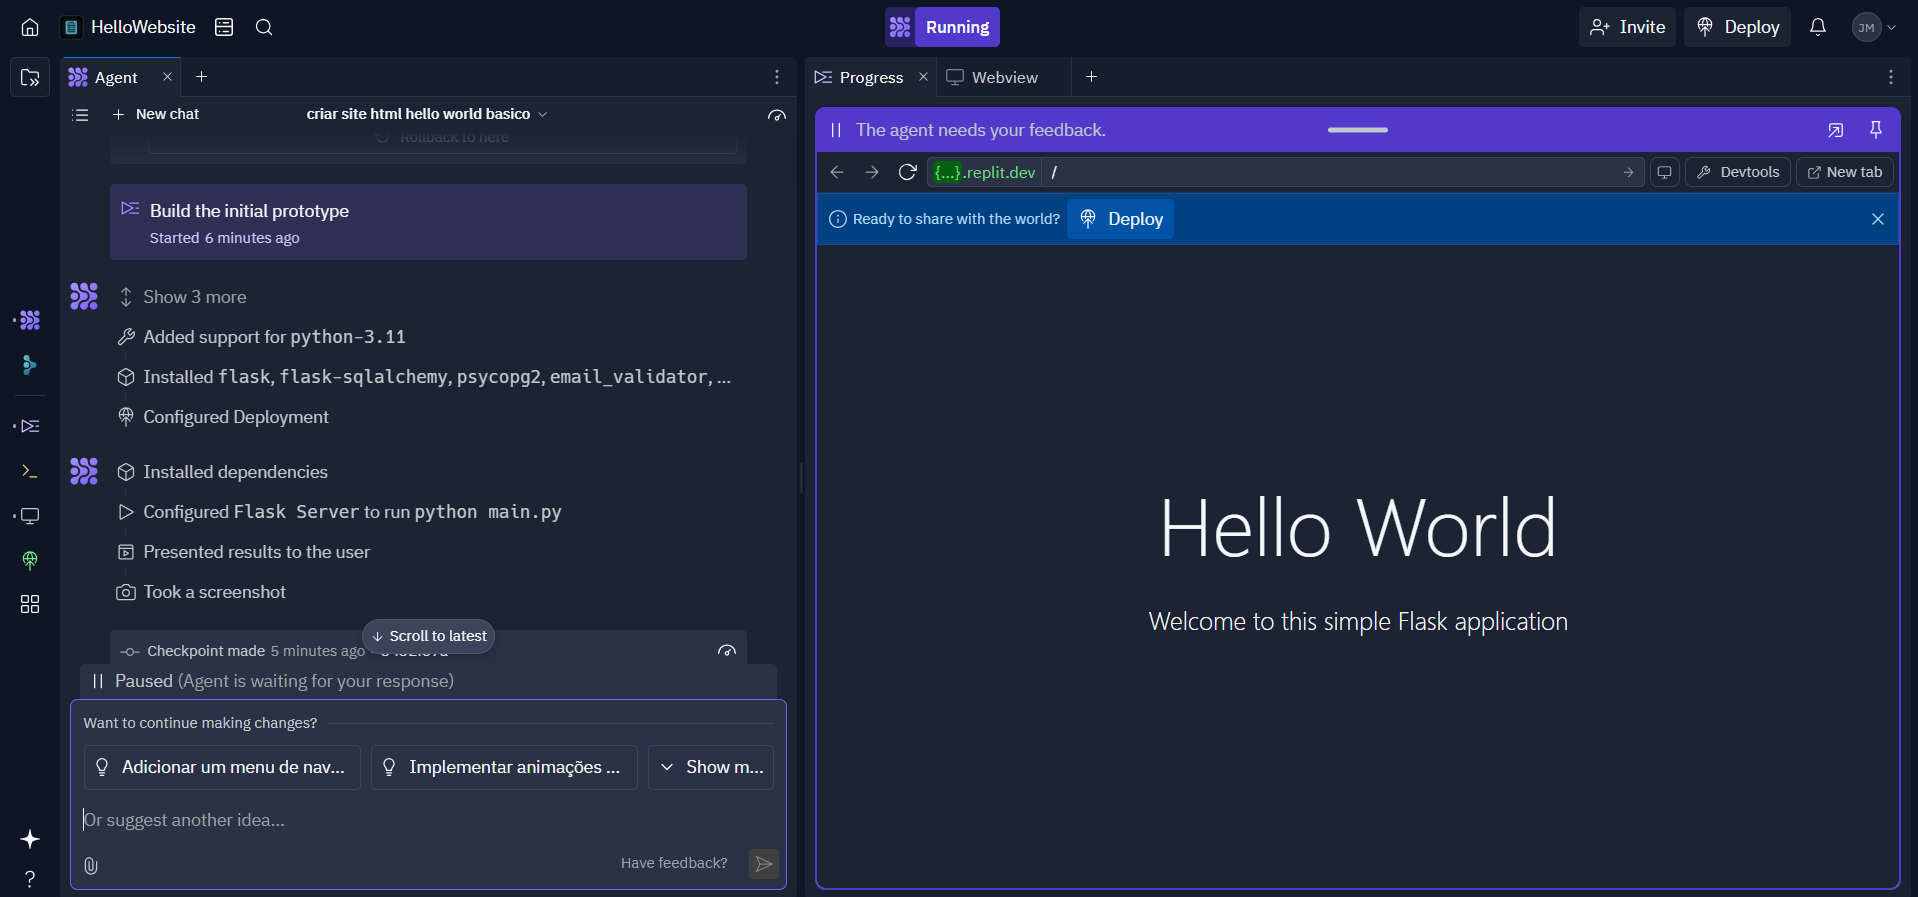 HelloWebsite
Running
Invite
Deploy
JM
Agent
Progress
Webview
New chat
criar site html hello world basico
Rollback to here
Build the initial prototype
Started 6 minutes ago
Show 3 more
Added support for python-3.11
Installed flask, flask-sqlalchemy, psycopg2, email_validator, ...
Configured Deployment
Installed dependencies
Configured Flask Server to run python main.py
Presented results to the user
Took a screenshot
Scroll to latest
Checkpoint made 5 minutes ago
Paused (Agent is waiting for your response)
Want to continue making changes?
Adicionar um menu de nav...
Implementar animações ...
Show m...
Or suggest another idea...
Have feedback?
?
The agent needs your feedback.
{...}.replit.dev /
Devtools
New tab
Ready to share with the world?
Deploy
Hello World
Welcome to this simple Flask application